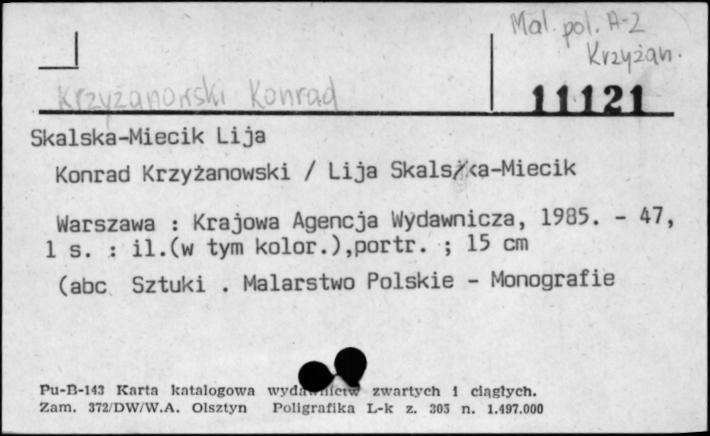 Mal. pol. A-Z
Krzyżan.
Krzyżanowski Konrad
11121
Skalska-Miecik Lija
Konrad Krzyżanowski / Lija Skalska-Miecik
Warszawa : Krajowa Agencja Wydawnicza, 1985. - 47,
1 s. : il.(w tym kolor.),portr. ; 15 cm
(abc Sztuki . Malarstwo Polskie - Monografie
Pu-B-143 Karta katalogowa wydawnictw zwartych i ciągłych.
Zam. 372/DW/W.A. Olsztyn Poligrafika L-k z. 305 n. 1.497.000